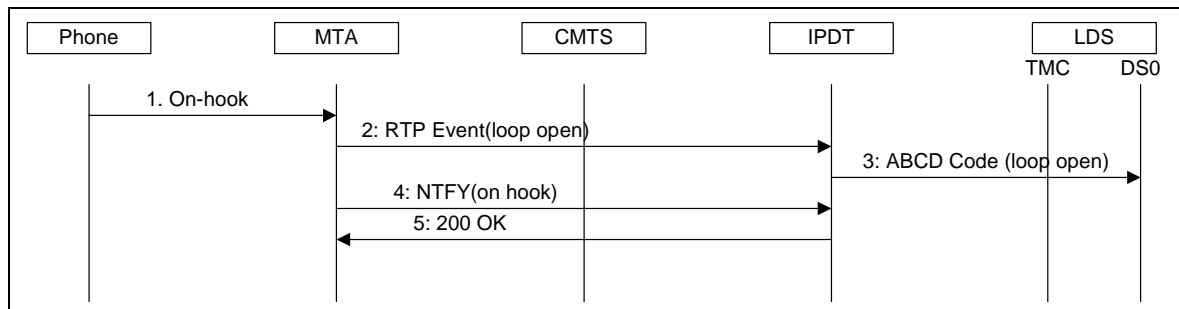 Phone MTA CMTS IPDT LDS
TMC DS0
1. On-hook
2: RTP Event(loop open)
3: ABCD Code (loop open)
4: NTFY(on hook)
5: 200 OK